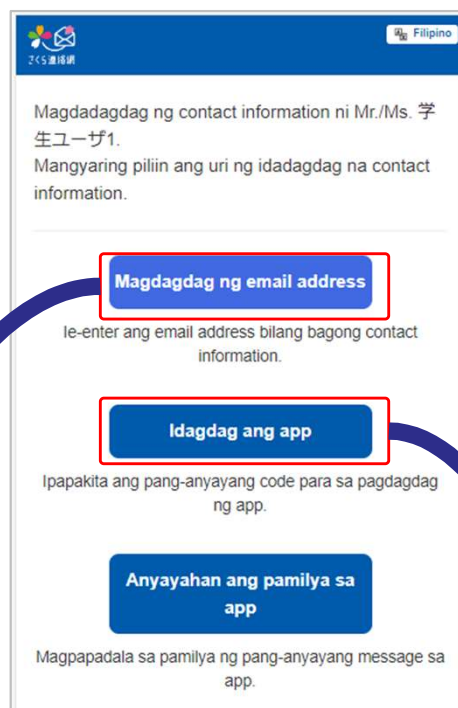 さくら連絡網
Filipino
Magdadagdag ng contact information ni Mr./Ms. 学
生ユーザ1.
Mangyaring piliin ang uri ng idadagdag na contact
information.
Magdagdag ng email address
Ie-enter ang email address bilang bagong contact
information.
Idagdag ang app
Ipapakita ang pang-anyayang code para sa pagdagdag
ng app.
Anyayahan ang pamilya sa
app
Magpapadala sa pamilya ng pang-anyayang message sa
app.